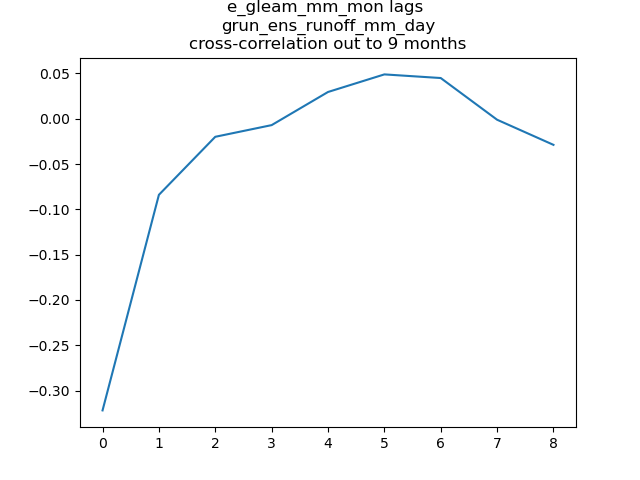 e_gleam_mm_mon lags
grun_ens_runoff_mm_day
cross-correlation out to 9 months
0.05
0.00
−0.05
−0.10
−0.15
−0.20
−0.25
−0.30
0 1 2 3 4 5 6 7 8